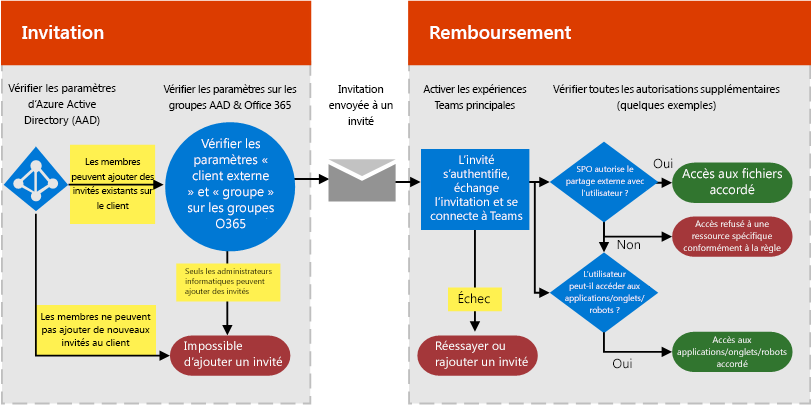 Invitation
Vérifier les paramètres
d'Azure Active
Directory (AAD)
Vérifier les paramètres sur les
groupes AAD & Office 365
Les membres
peuvent ajouter des
invités existants sur
le client
Vérifier les
paramètres «
client externe
» et « groupe »
sur les groupes
O365
Seuls les administrateurs
informatiques peuvent
ajouter des invités
Les membres ne peuvent
pas ajouter de nouveaux
invités au client
Impossible
d'ajouter un invité
Invitation
envoyée à un
invité
Remboursement
Activer les expériences
Teams principales
Vérifier toutes les autorisations supplémentaires
(quelques exemples)
L'invité
s'authentifie,
échange
l'invitation et se
connecte à Teams
Échec
Réessayer ou
rajouter un invité
SPO autorise le
partage externe avec
l'utilisateur ?
Oui
Accès aux fichiers
accordé
Non
Accès refusé à une
ressource spécifique
conformément à la règle
L'utilisateur
peut-il accéder aux
applications/onglets/
robots ?
Oui
Accès aux
applications/onglets/robots
accordé